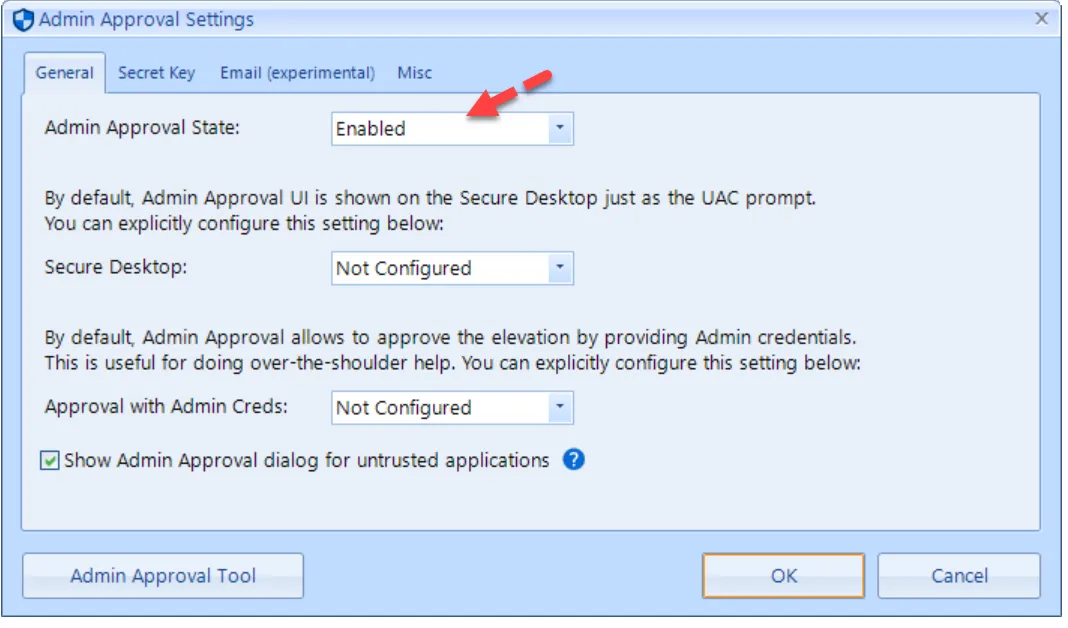 Admin Approval Settings
General Secret Key Email (experimental) Misc
Admin Approval State: Enabled
By default, Admin Approval UI is shown on the Secure Desktop just as the UAC prompt.
You can explicitly configure this setting below:
Secure Desktop: Not Configured
By default, Admin Approval allows to approve the elevation by providing Admin credentials.
This is useful for doing over-the-shoulder help. You can explicitly configure this setting below:
Approval with Admin Creds: Not Configured
Show Admin Approval dialog for untrusted applications ?
Admin Approval Tool OK Cancel